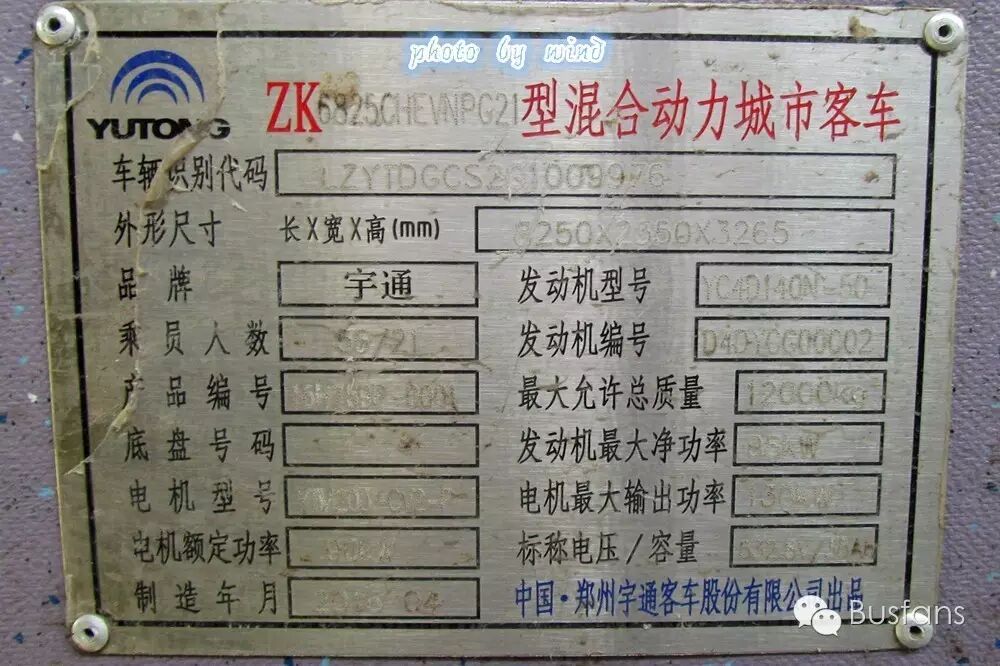 photo by wind
YUTONG
ZK6825CHEVNPG21型混合动力城市客车
车辆识别代码
外形尺寸 长X宽X高(mm) 8250X2350X3265
品牌 宇通 发动机型号 YC4D140N-50
乘员人数 56/21 发动机编号 D4DYCG00002
产品编号 最大允许总质量 12000kg
底盘号码 发动机最大净功率 85kW
电机型号 电机最大输出功率 130kW
电机额定功率 标称电压/容量
制造年月 中国·郑州宇通客车股份有限公司出品
Busfans